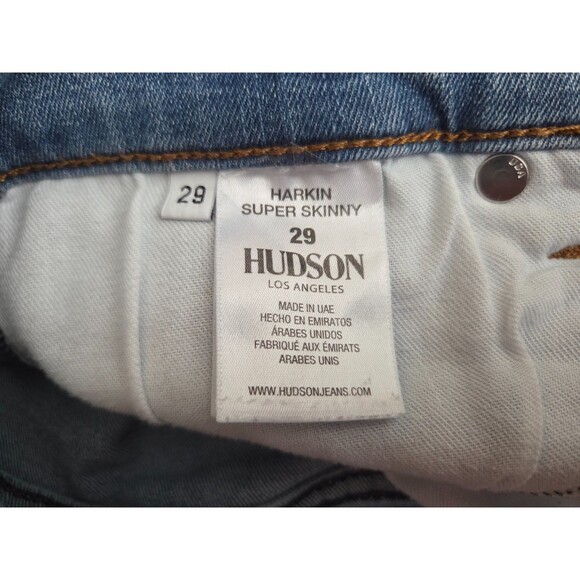 29
HARKIN
SUPER SKINNY
29
HUDSON
LOS ANGELES
MADE IN UAE
HECHO EN EMIRATOS
ÁRABES UNIDOS
FABRIQUÉ AUX ÉMIRATS
ARABES UNIS
WWW.HUDSONJEANS.COM
USA